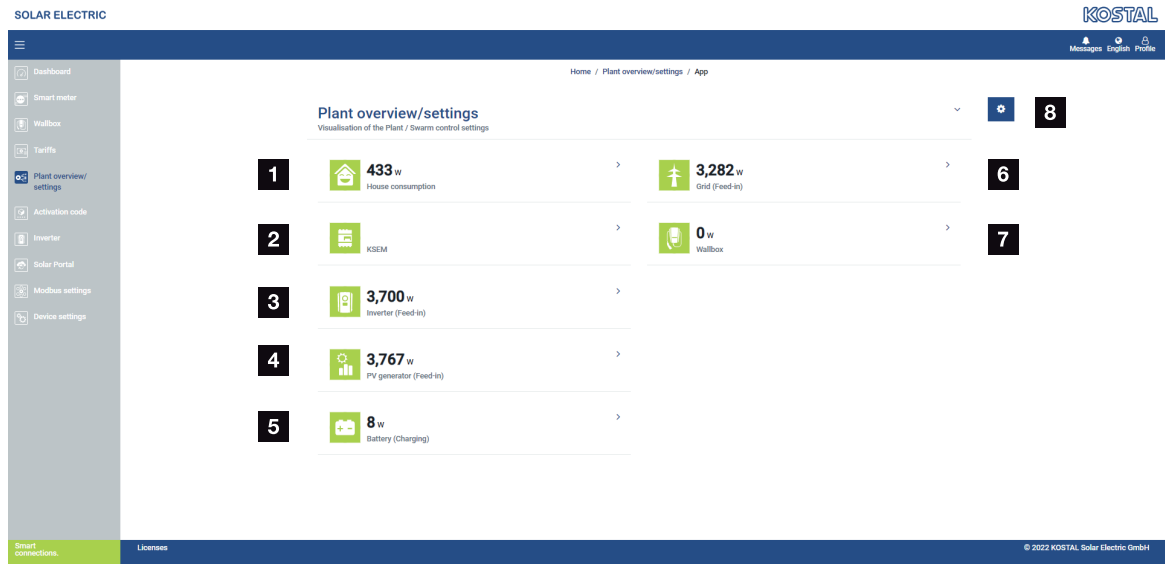 SOLAR ELECTRIC
KOSTAL
Messages English Profile
Dashboard
Smart meter
Wallbox
Tariffs
Plant overview/
settings
Activation code
Inverter
Solar Portal
Modbus settings
Device settings
Home / Plant overview/settings / App
Plant overview/settings
Visualisation of the Plant / Swarm control settings
8
1
433 w
House consumption
3,282 w
Grid (Feed-in)
6
2
KSEM
0 w
Wallbox
7
3
3,700 w
Inverter (Feed-in)
4
3,767 w
PV generator (Feed-in)
5
8 w
Battery (Charging)
Smart
connections.
Licenses
© 2022 KOSTAL Solar Electric GmbH